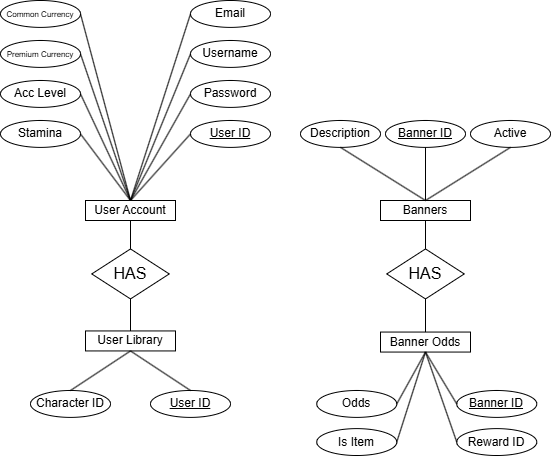 Common Currency
Email
Premium Currency
Username
Acc Level
Password
Stamina
User ID
User Account
HAS
User Library
Character ID
User ID
Description
Banner ID
Active
Banners
HAS
Banner Odds
Odds
Banner ID
Is Item
Reward ID